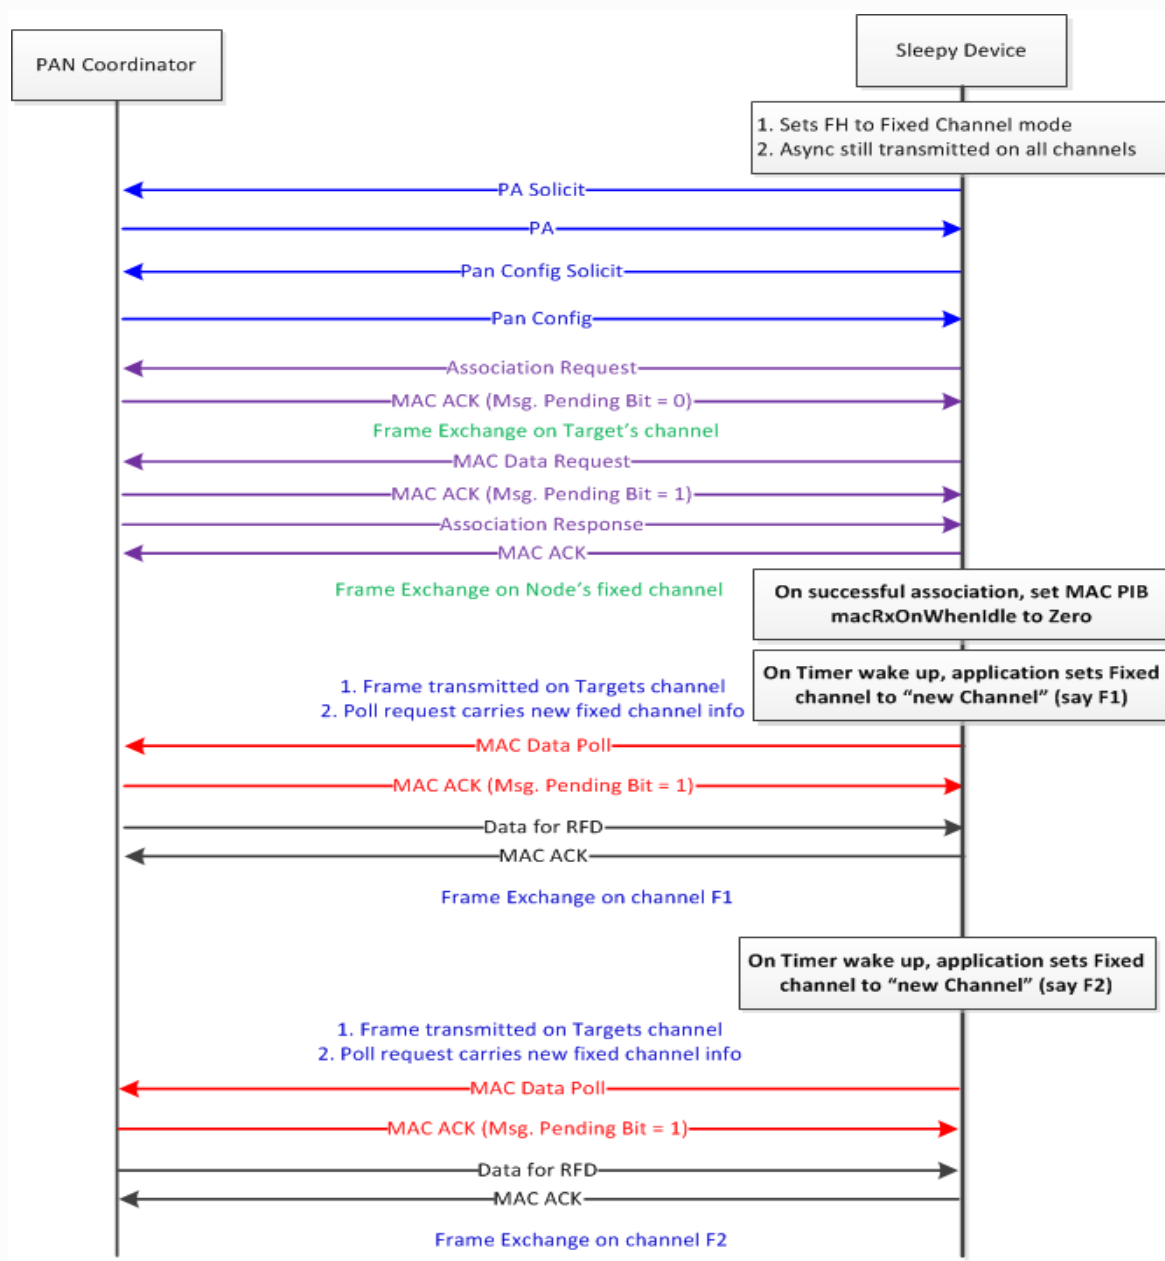 PAN Coordinator
Sleepy Device
1. Sets FH to Fixed Channel mode
2. Async still transmitted on all channels
PA Solicit
PA
Pan Config Solicit
Pan Config
Association Request
MAC ACK (Msg. Pending Bit = 0)
Frame Exchange on Target's channel
MAC Data Request
MAC ACK (Msg. Pending Bit = 1)
Association Response
MAC ACK
Frame Exchange on Node's fixed channel
On successful association, set MAC PIB
macRxOnWhenIdle to Zero
On Timer wake up, application sets Fixed
channel to “new Channel” (say F1)
1. Frame transmitted on Targets channel
2. Poll request carries new fixed channel info
MAC Data Poll
MAC ACK (Msg. Pending Bit = 1)
Data for RFD
MAC ACK
Frame Exchange on channel F1
On Timer wake up, application sets Fixed
channel to “new Channel” (say F2)
1. Frame transmitted on Targets channel
2. Poll request carries new fixed channel info
MAC Data Poll
MAC ACK (Msg. Pending Bit = 1)
Data for RFD
MAC ACK
Frame Exchange on channel F2